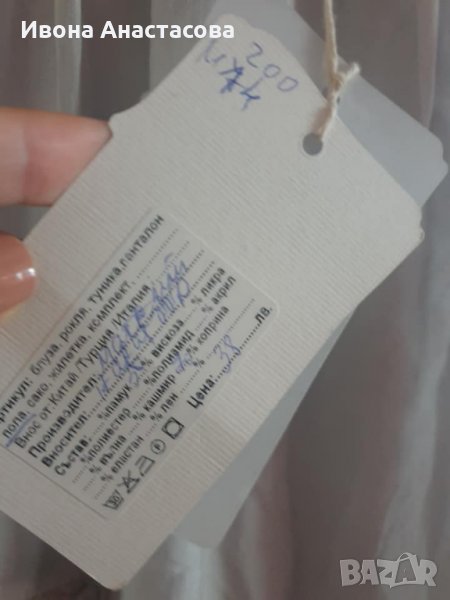 Ивона Анастасова
200
Артикул: блуза, рокля, туника, панталон
пола, сако, жилетка, комплект, ..........
Внос от: Китай /Турция /Италия
Производител:
Вносител:
Състав: ...... %памук ...... % вискоза ...... % ликра
...... %полиестер ...... %полиамид ...... % акрил
...... % вълна ...... % кашмир ...... % коприна
...... % еластан ...... % лен ......
Цена: 38 лв.
BAZAR